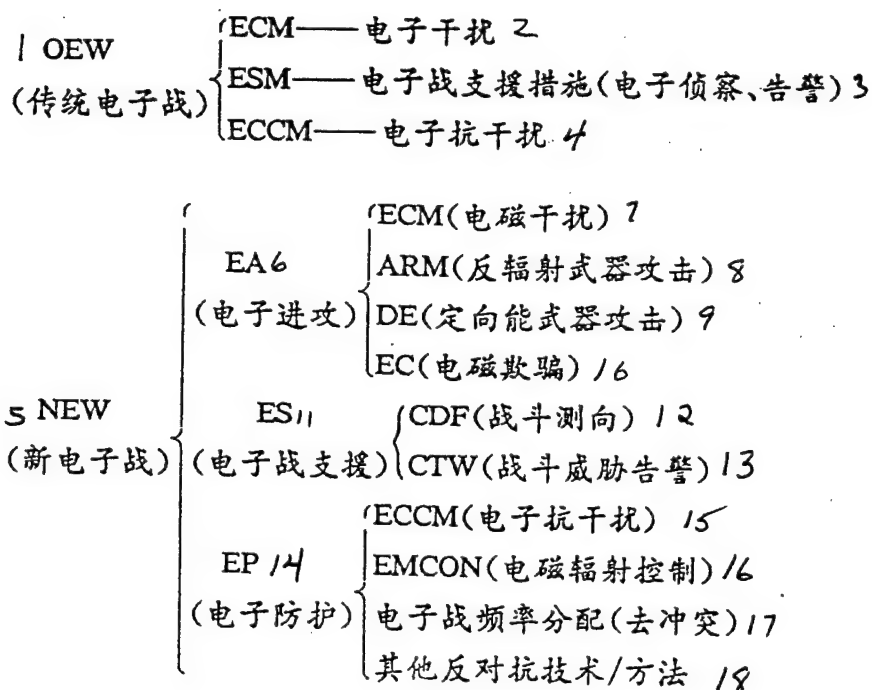 1 OEW
(传统电子战)
ECM——电子干扰 2
ESM——电子战支援措施(电子侦察、告警) 3
ECCM——电子抗干扰 4
5 NEW
(新电子战)
EA 6
(电子进攻)
ECM(电磁干扰) 7
ARM(反辐射武器攻击) 8
DE(定向能武器攻击) 9
EC(电磁欺骗) 16
ES 11
(电子战支援)
CDF(战斗测向) 12
CTW(战斗威胁告警) 13
EP 14
(电子防护)
ECCM(电子抗干扰) 15
EMCON(电磁辐射控制) 16
电子战频率分配(去冲突) 17
其他反对抗技术/方法 18